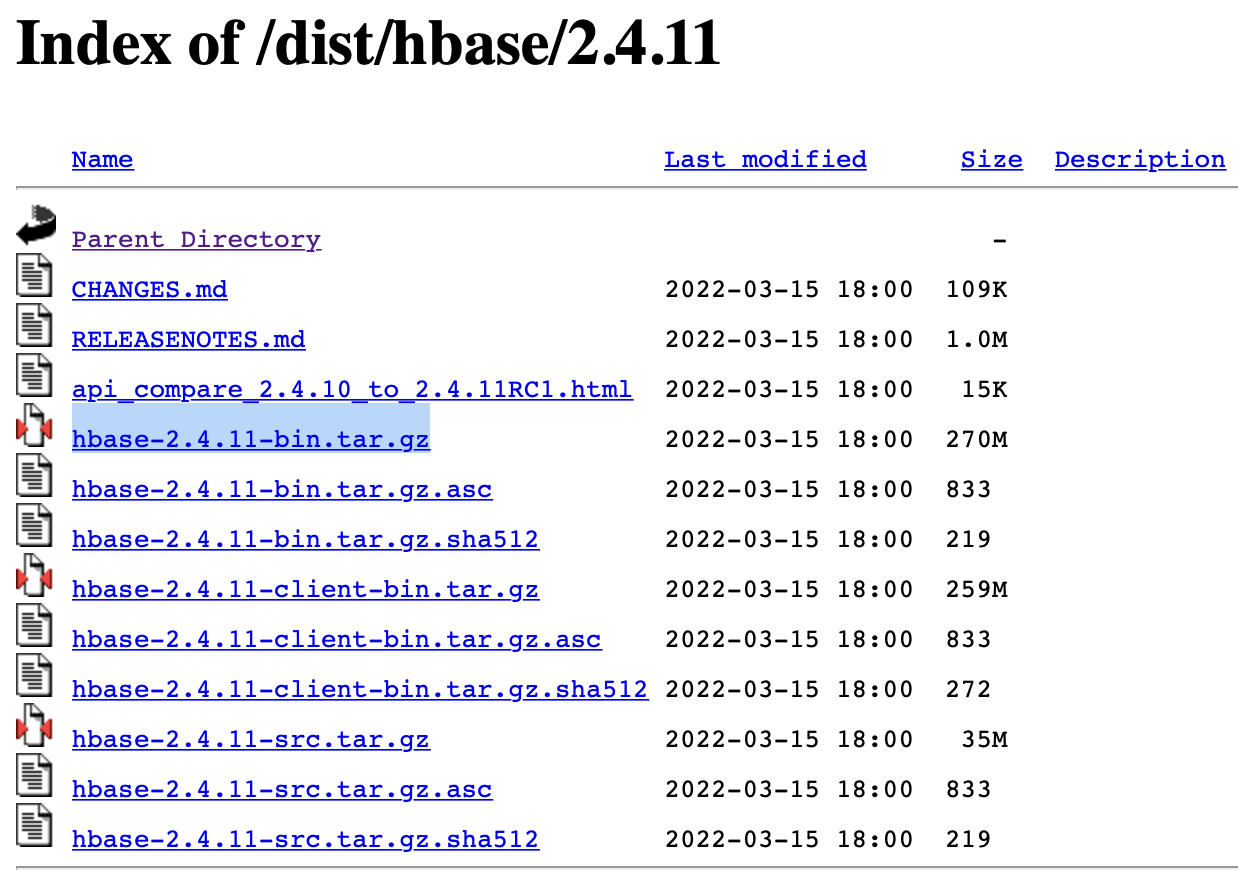 Index of /dist/hbase/2.4.11
Name Last modified Size Description
Parent Directory -
CHANGES.md 2022-03-15 18:00 109K
RELEASENOTES.md 2022-03-15 18:00 1.0M
api_compare_2.4.10_to_2.4.11RC1.html 2022-03-15 18:00 15K
hbase-2.4.11-bin.tar.gz 2022-03-15 18:00 270M
hbase-2.4.11-bin.tar.gz.asc 2022-03-15 18:00 833
hbase-2.4.11-bin.tar.gz.sha512 2022-03-15 18:00 219
hbase-2.4.11-client-bin.tar.gz 2022-03-15 18:00 259M
hbase-2.4.11-client-bin.tar.gz.asc 2022-03-15 18:00 833
hbase-2.4.11-client-bin.tar.gz.sha512 2022-03-15 18:00 272
hbase-2.4.11-src.tar.gz 2022-03-15 18:00 35M
hbase-2.4.11-src.tar.gz.asc 2022-03-15 18:00 833
hbase-2.4.11-src.tar.gz.sha512 2022-03-15 18:00 219